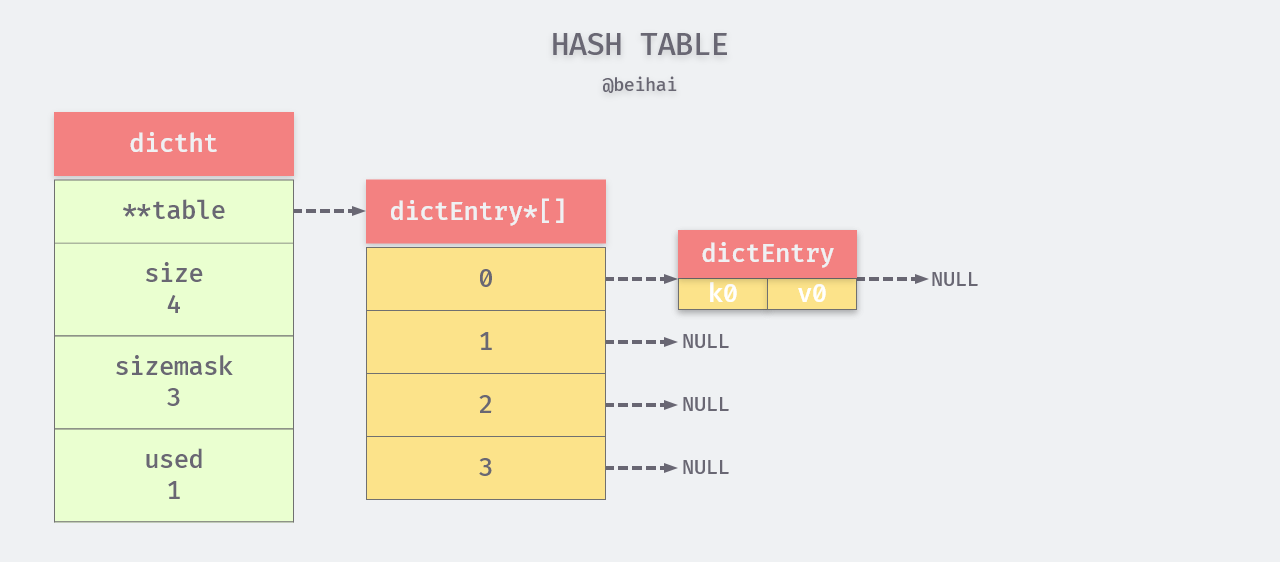 HASH TABLE
@beihai
dictht
**table
size
4
sizemask
3
used
1
dictEntry*[]
0
1
2
3
dictEntry
k0 v0
NULL
NULL
NULL
NULL